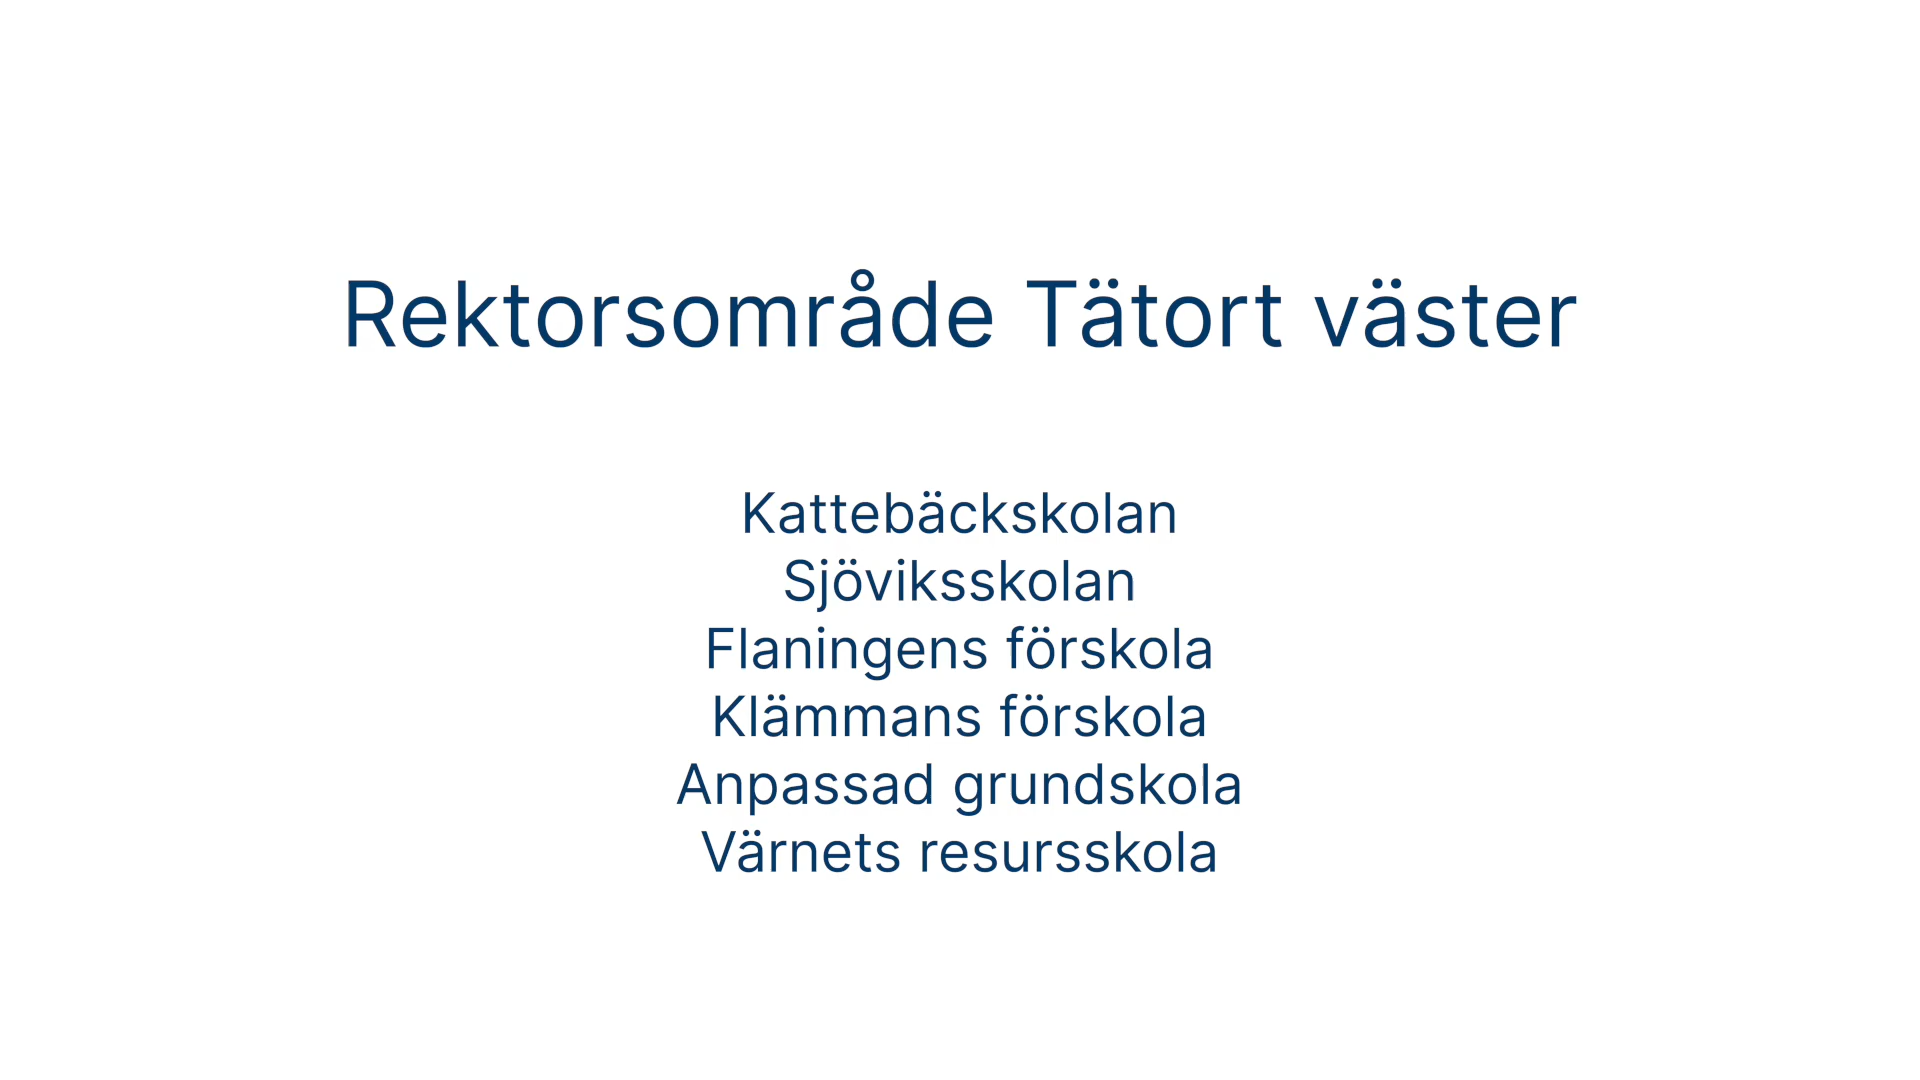 Rektorsområde Tätort väster
Kattebäckskolan
Sjöviksskolan
Flaningens förskola
Klämmans förskola
Anpassad grundskola
Värnets resursskola